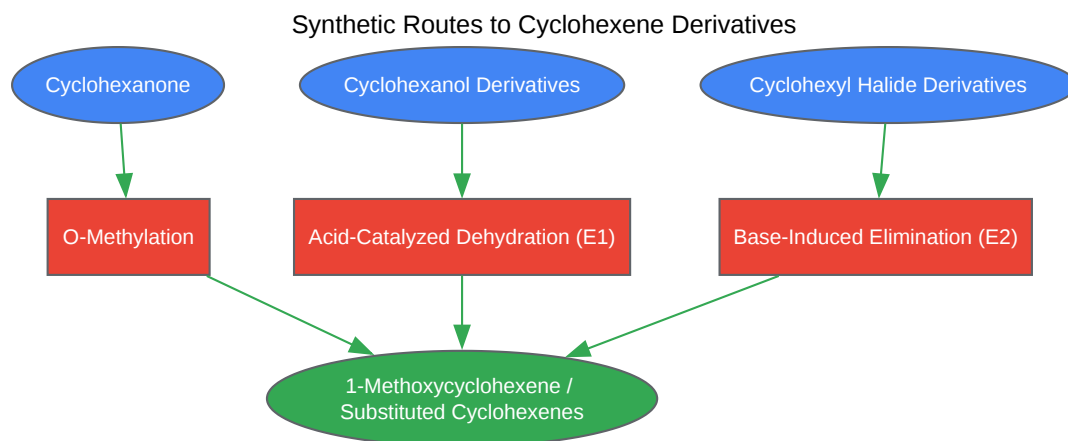 Synthetic Routes to Cyclohexene Derivatives
Cyclohexanone
Cyclohexanol Derivatives
Cyclohexyl Halide Derivatives
O-Methylation
Acid-Catalyzed Dehydration (E1)
Base-Induced Elimination (E2)
1-Methoxycyclohexene /
Substituted Cyclohexenes